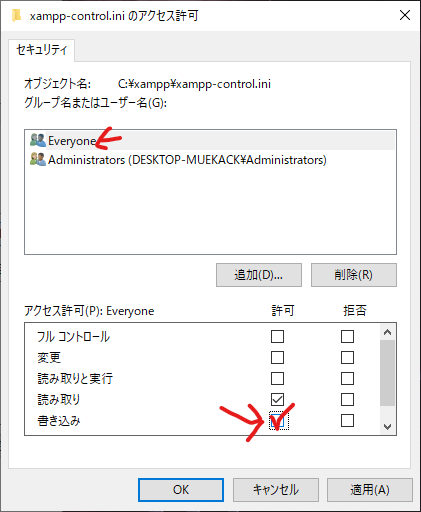 xampp-control.ini のアクセス許可
セキュリティ
オブジェクト名: C:¥xampp¥xampp-control.ini
グループ名またはユーザー名(G):
Everyone
Administrators (DESKTOP-MUEKACK¥Administrators)
追加(D)... 削除(R)
アクセス許可(P): Everyone 許可 拒否
フル コントロール
変更
読み取りと実行
読み取り
書き込み
OK キャンセル 適用(A)